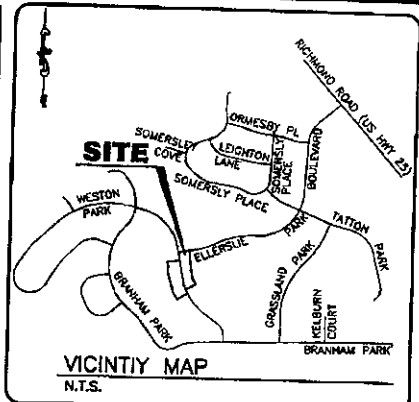 RICHMOND ROAD (US HWY 25)
ORMESBY PL
SOMERSLEY
COVE
LEIGHTON
LANE
SOMERSLY
PLACE
BOULEVARD
SITE
SOMERSLY PLACE
WESTON
PARK
TATTON
PARK
ELLERSLIE
PARK
BRANHAM PARK
GRASSLAND PARK
KELBURN
COURT
BRANHAM PARK
VICINTIY MAP
N.T.S.